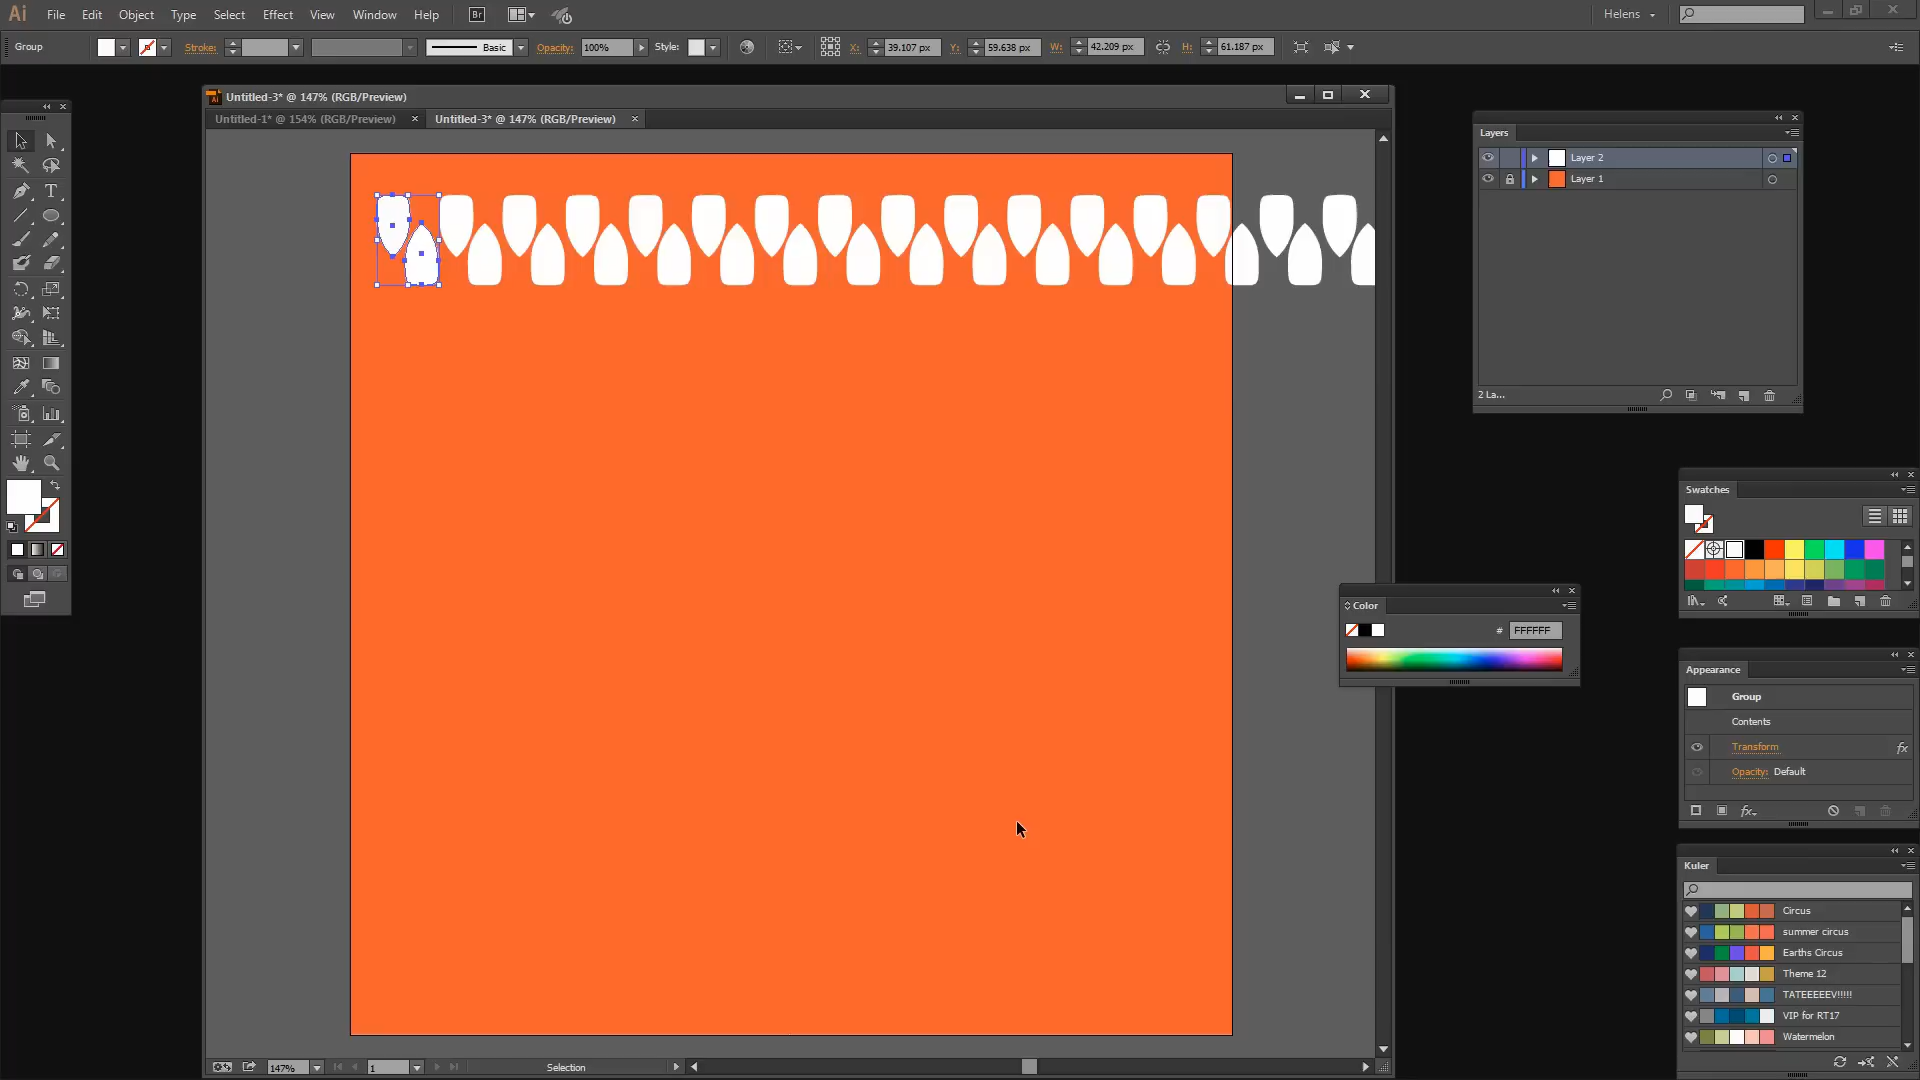 Ai File Edit Object Type Select Effect View Window Help Br Helens
Group Stroke: Basic Opacity: 100% Style: X: 39.107 px Y: 59.638 px W: 42.209 px H: 61.187 px
Untitled-3* @ 147% (RGB/Preview)
Untitled-1* @ 154% (RGB/Preview) Untitled-3* @ 147% (RGB/Preview)
Layers
Layer 2
Layer 1
2 La...
Swatches
Color
# FFFFFF
Appearance
Group
Contents
Transform fx
Opacity: Default
fx
Kuler
Circus
summer circus
Earths Circus
Theme 12
TATEEEEEV!!!!!
VIP for RT17
Watermelon
147% 1 Selection